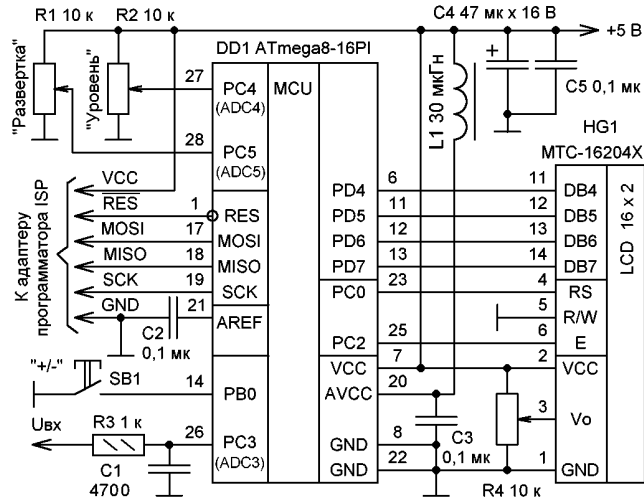 R1 10 к R2 10 к
C4 47 мк x 16 В
+5 В
DD1 ATmega8-16PI
"Развертка"
"Уровень"
27
PC4
(ADC4)
MCU
28
PC5
(ADC5)
+
L1 30 мкГн
C5 0,1 мк
HG1
MTC-16204X
К адаптеру
программатора ISP
VCC
RES
1
RES
MOSI
17
MOSI
MISO
18
MISO
SCK
19
SCK
GND
21
AREF
C2
0,1 мк
PD4
6
11
DB4
PD5
11
12
DB5
PD6
12
13
DB6
PD7
13
14
DB7
PC0
23
4
RS
5
R/W
PC2
25
6
E
LCD 16 x 2
VCC
7
2
VCC
AVCC
20
"+/-"
SB1
14
PB0
3
Vo
Uвх
R3 1 к
26
PC3
(ADC3)
C1
4700
GND
8
C3
0,1 мк
GND
22
1
GND
R4 10 к